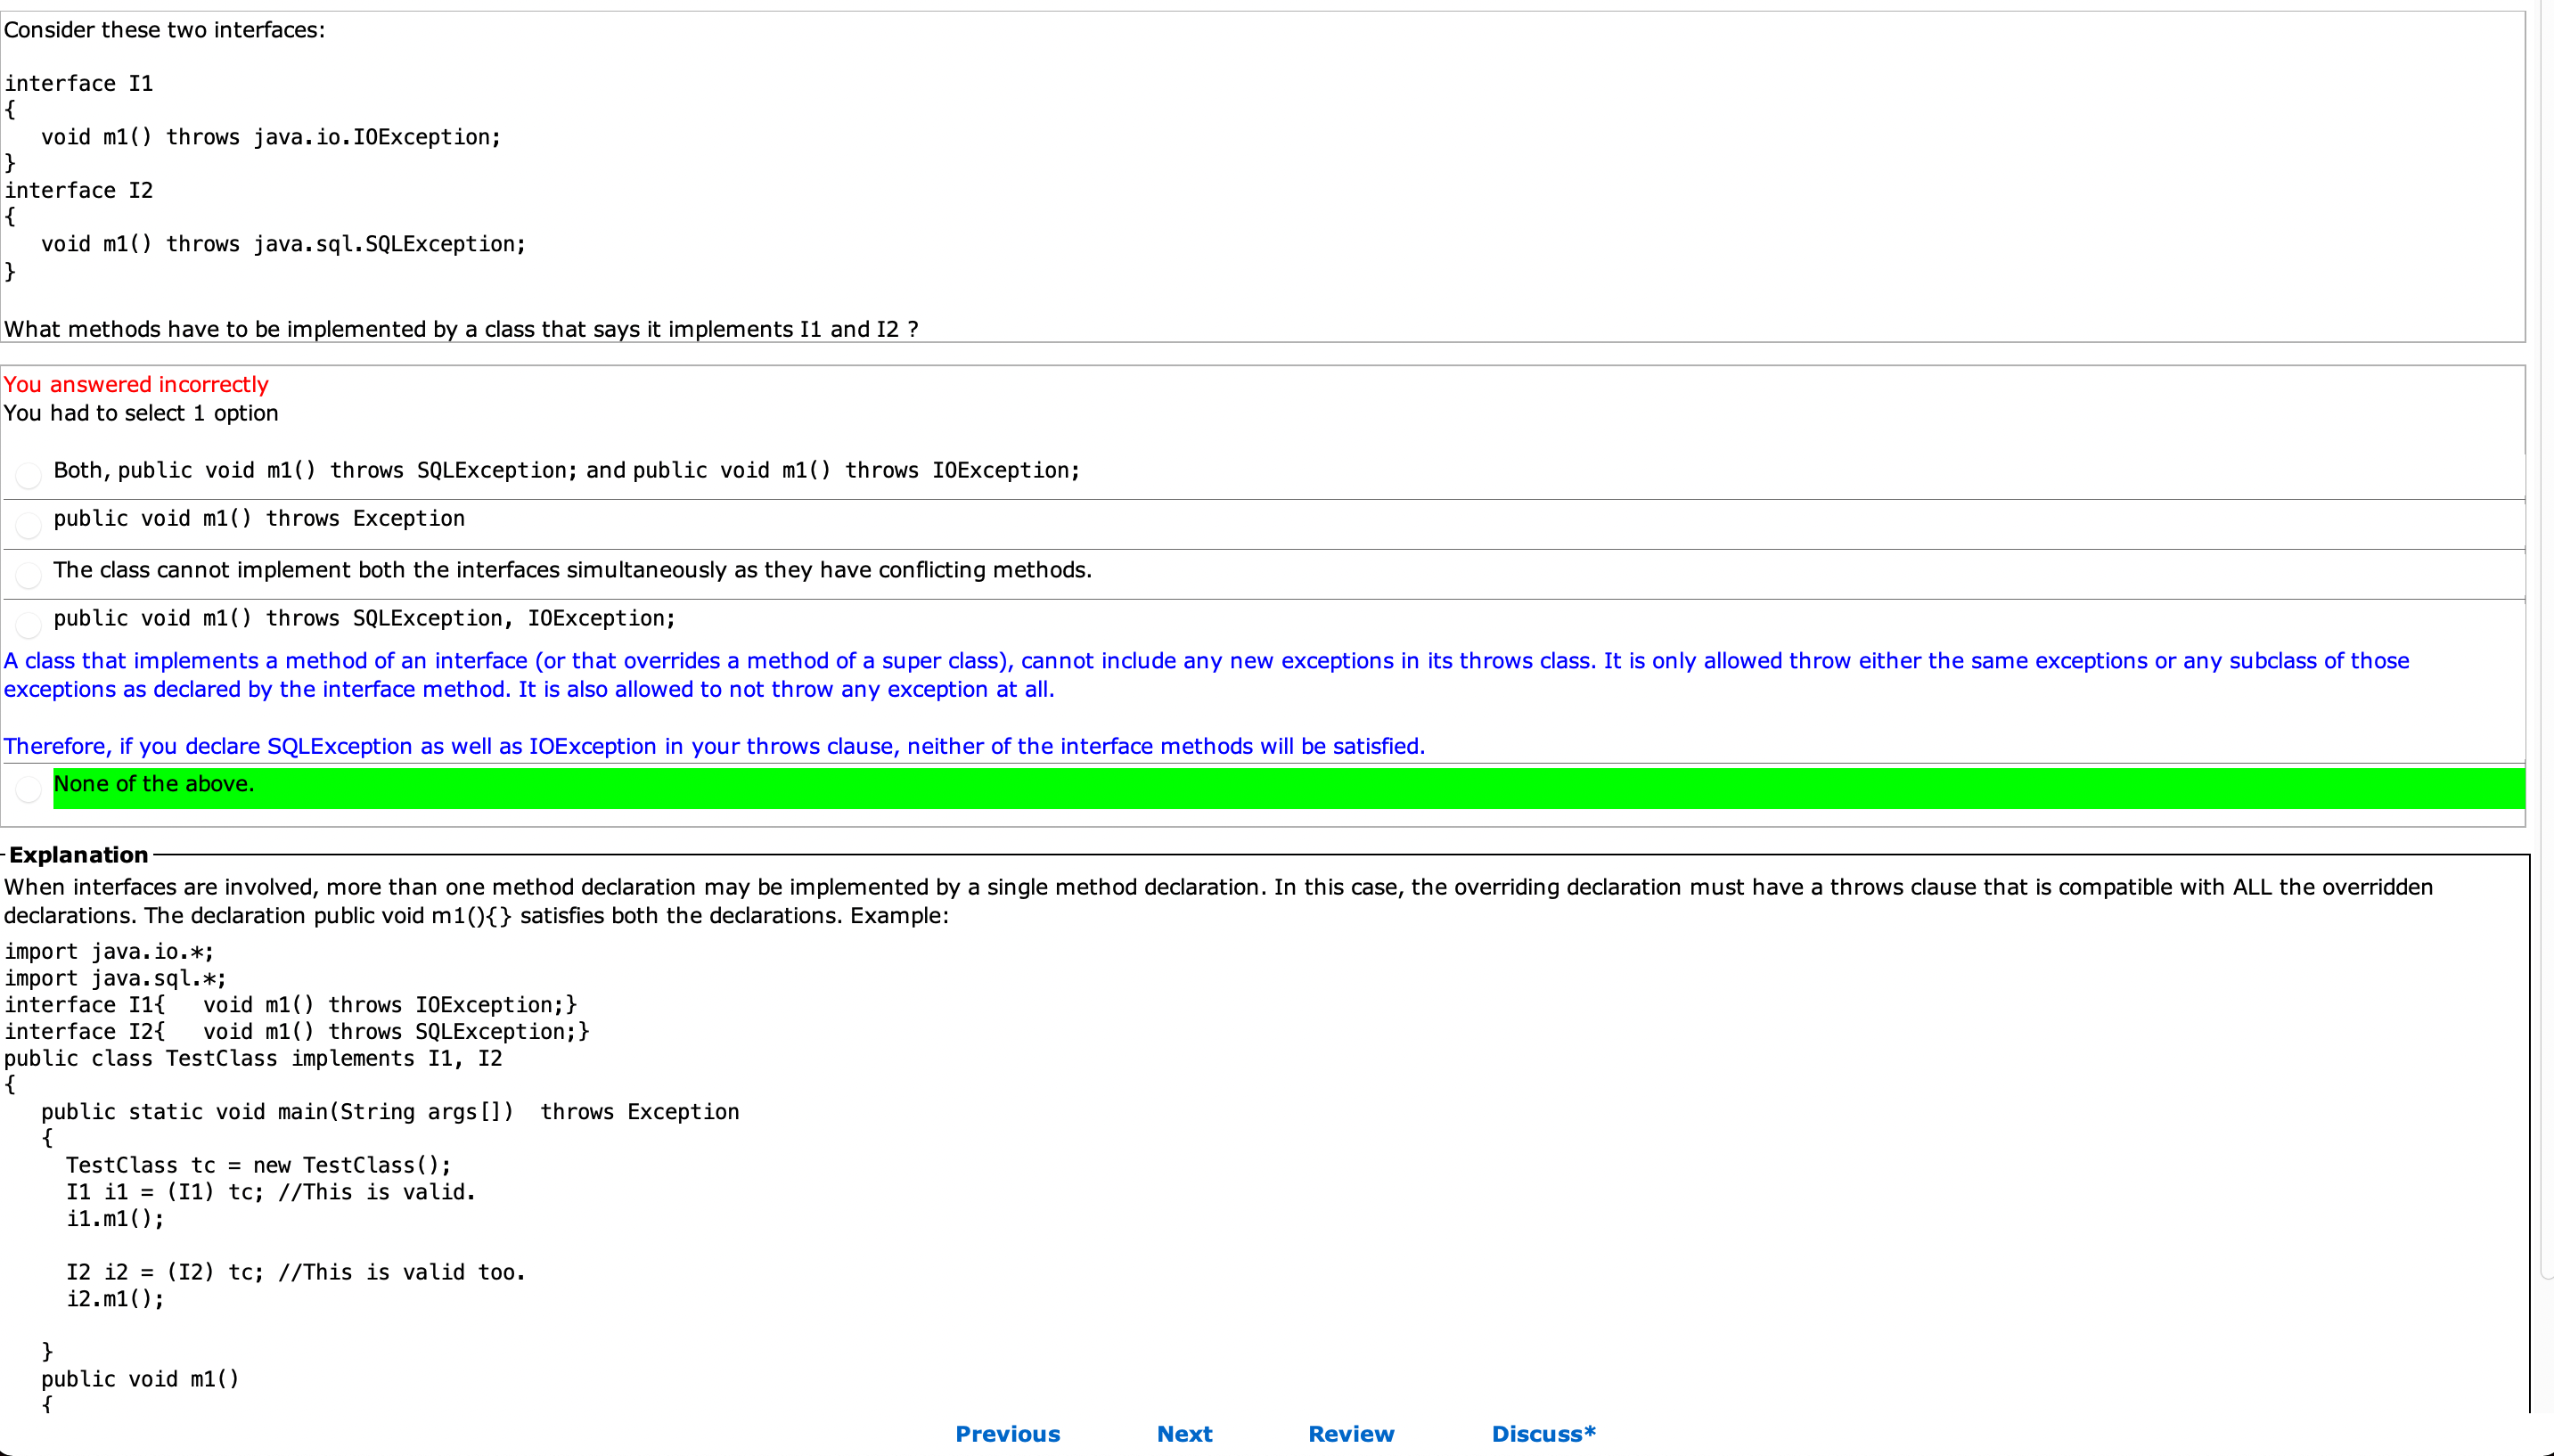 Consider these two interfaces:
interface I1
{
   void m1() throws java.io.IOException;
}
interface I2
{
   void m1() throws java.sql.SQLException;
}
What methods have to be implemented by a class that says it implements I1 and I2 ?
You answered incorrectly
You had to select 1 option
Both, public void m1() throws SQLException; and public void m1() throws IOException;
public void m1() throws Exception
The class cannot implement both the interfaces simultaneously as they have conflicting methods.
public void m1() throws SQLException, IOException;
A class that implements a method of an interface (or that overrides a method of a super class), cannot include any new exceptions in its throws class. It is only allowed throw either the same exceptions or any subclass of those
exceptions as declared by the interface method. It is also allowed to not throw any exception at all.
Therefore, if you declare SQLException as well as IOException in your throws clause, neither of the interface methods will be satisfied.
None of the above.
Explanation
When interfaces are involved, more than one method declaration may be implemented by a single method declaration. In this case, the overriding declaration must have a throws clause that is compatible with ALL the overridden
declarations. The declaration public void m1(){} satisfies both the declarations. Example:
import java.io.*;
import java.sql.*;
interface I1{   void m1() throws IOException;}
interface I2{   void m1() throws SQLException;}
public class TestClass implements I1, I2
{
   public static void main(String args[])  throws Exception
   {
     TestClass tc = new TestClass();
     I1 i1 = (I1) tc; //This is valid.
     i1.m1();
     I2 i2 = (I2) tc; //This is valid too.
     i2.m1();
   }
   public void m1()
   {
Previous Next Review Discuss*